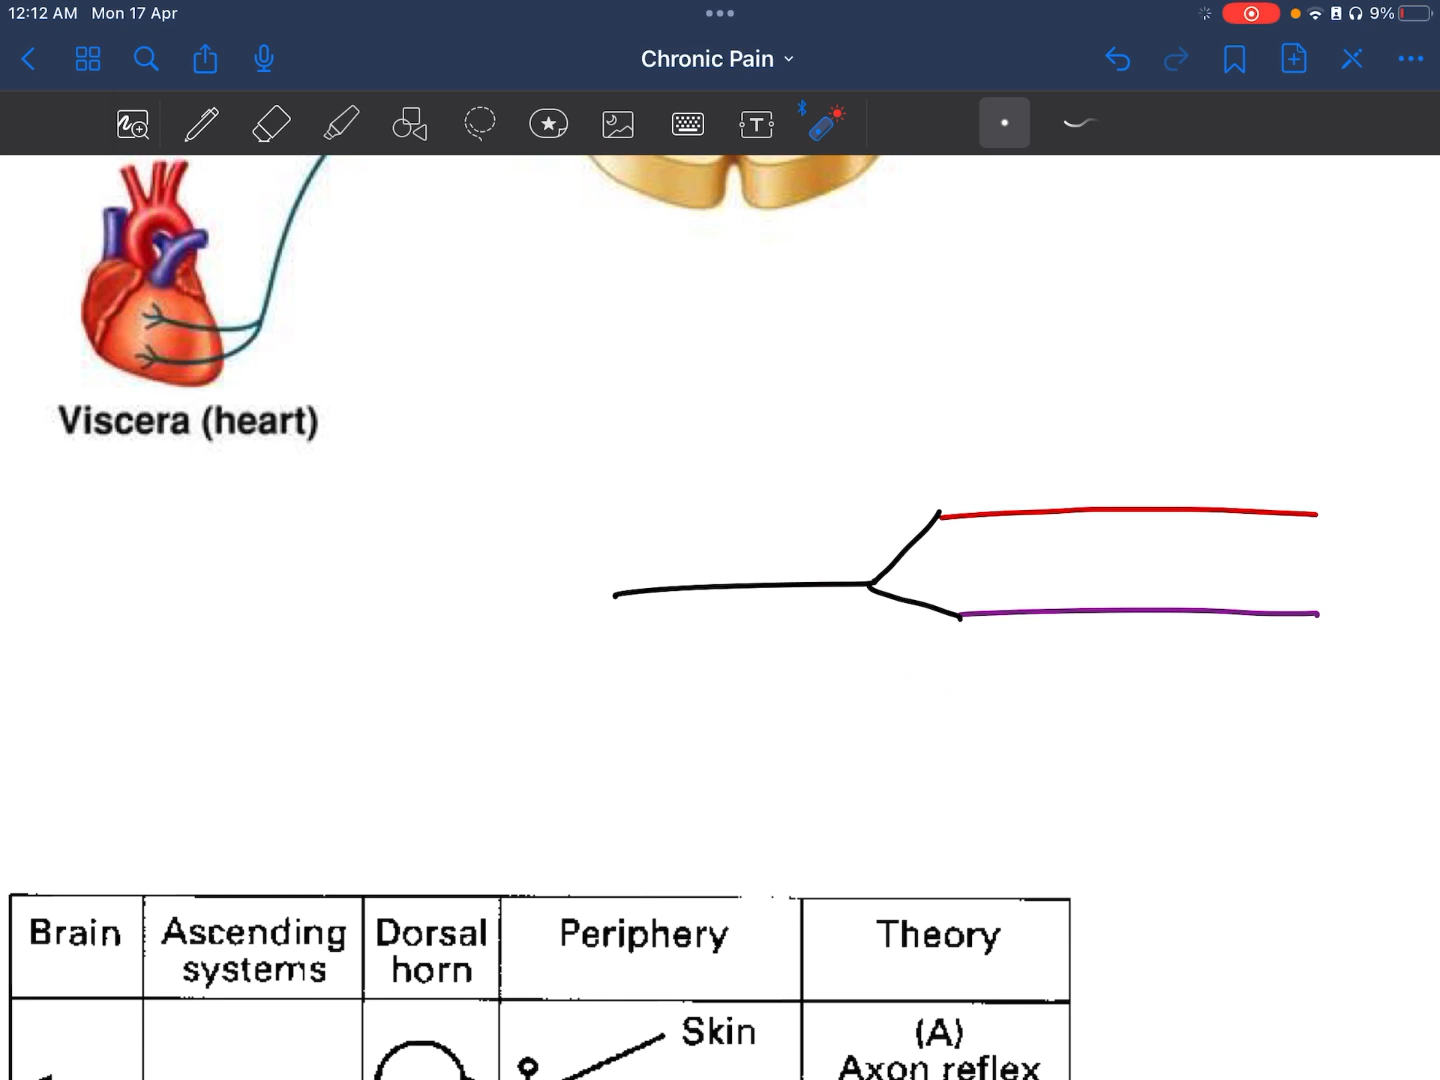 12:12 AM Mon 17 Apr
9%
Chronic Pain
T
Viscera (heart)
Brain
Ascending systems
Dorsal horn
Periphery
Theory
Skin
(A)
Axon reflex